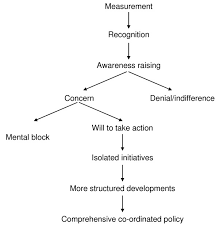 Measurement
Recognition
Awareness raising
Concern
Denial/indifference
Mental block
Will to take action
Isolated initiatives
More structured developments
Comprehensive co-ordinated policy